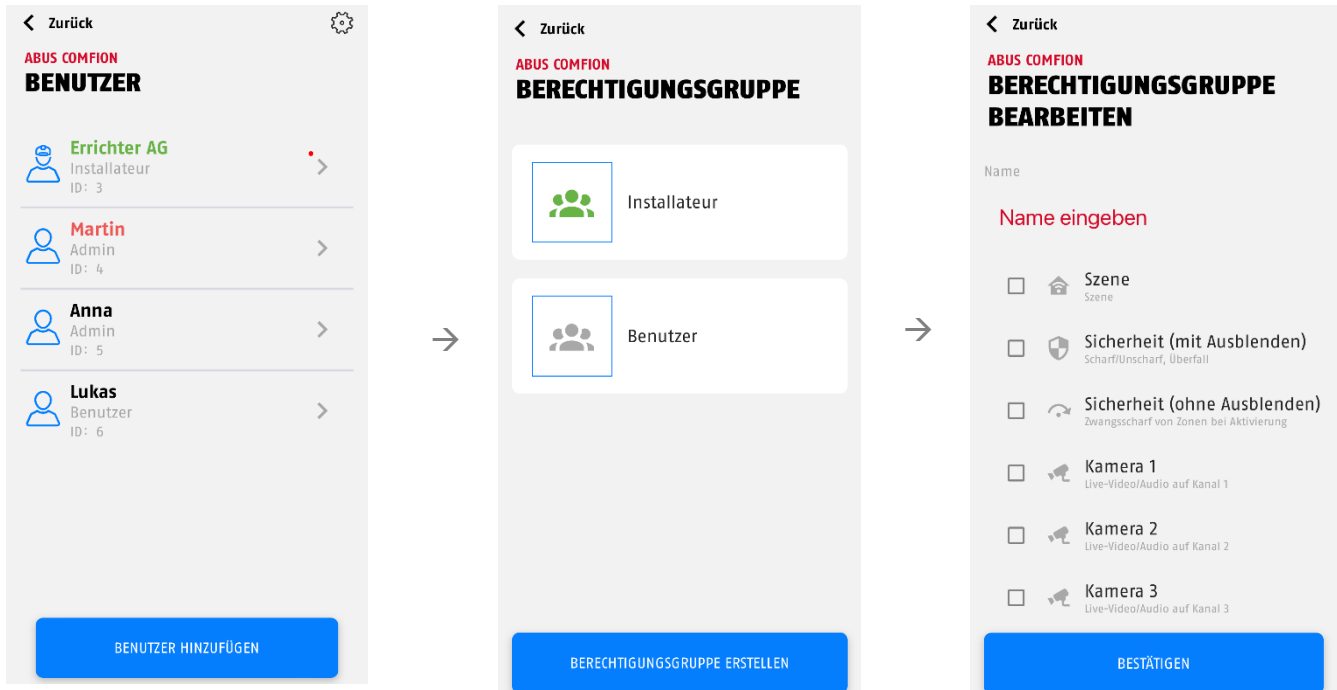 Zurück
ABUS COMFION
BENUTZER
Errichter AG
Installateur
ID: 3
Martin
Admin
ID: 4
Anna
Admin
ID: 5
Lukas
Benutzer
ID: 6
BENUTZER HINZUFÜGEN
Zurück
ABUS COMFION
BERECHTIGUNGSGRUPPE
Installateur
Benutzer
BERECHTIGUNGSGRUPPE ERSTELLEN
Zurück
ABUS COMFION
BERECHTIGUNGSGRUPPE
BEARBEITEN
Name
Name eingeben
Szene
Szene
Sicherheit (mit Ausblenden)
Scharf/Unscharf, Überfall
Sicherheit (ohne Ausblenden)
Zwangsscharf von Zonen bei Aktivierung
Kamera 1
Live-Video/Audio auf Kanal 1
Kamera 2
Live-Video/Audio auf Kanal 2
Kamera 3
Live-Video/Audio auf Kanal 3
BESTÄTIGEN